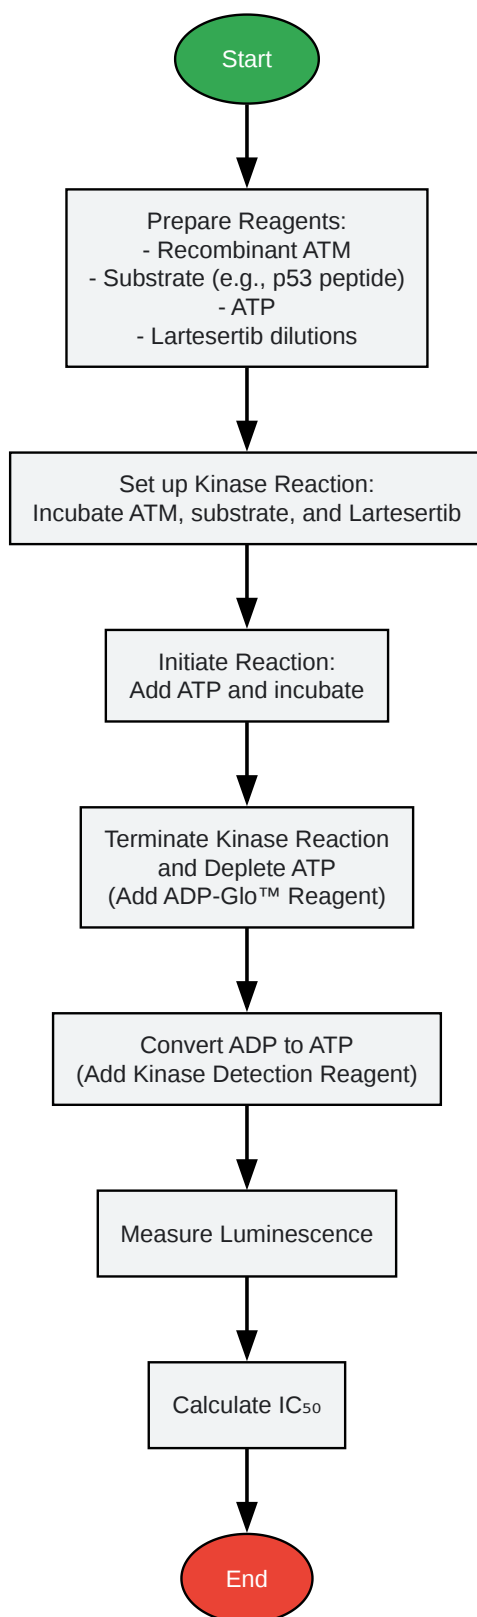 Start
Prepare Reagents:
- Recombinant ATM
- Substrate (e.g., p53 peptide)
- ATP
- Lartesertib dilutions
Set up Kinase Reaction:
Incubate ATM, substrate, and Lartesertib
Initiate Reaction:
Add ATP and incubate
Terminate Kinase Reaction
and Deplete ATP
(Add ADP-Glo™ Reagent)
Convert ADP to ATP
(Add Kinase Detection Reagent)
Measure Luminescence
Calculate IC₅₀
End